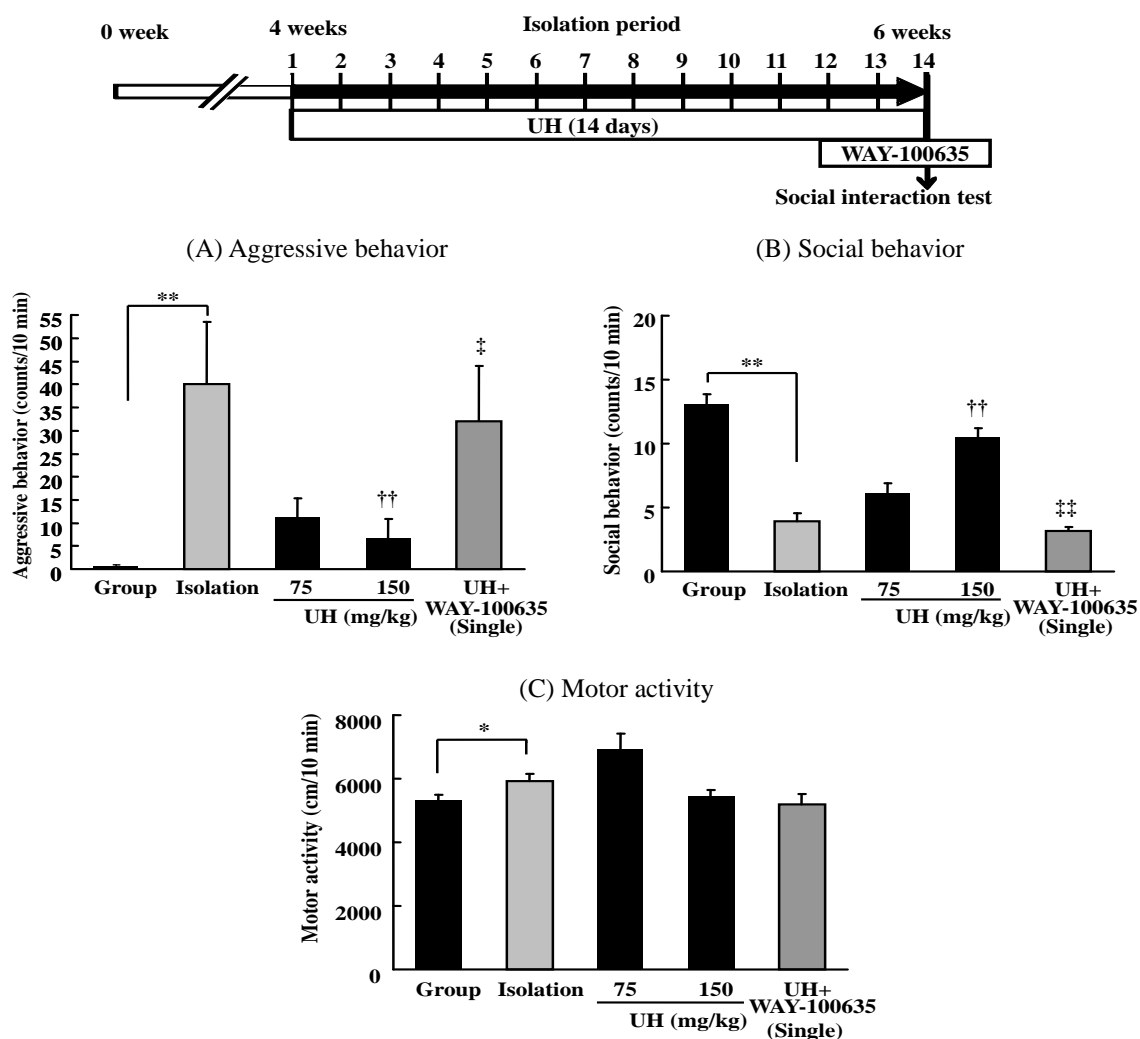 0 week 4 weeks Isolation period 6 weeks
1 2 3 4 5 6 7 8 9 10 11 12 13 14
UH (14 days)
WAY-100635
Social interaction test
(A) Aggressive behavior
Aggressive behavior (counts/10 min)
55
50
45
40
35
30
25
20
15
10
5
0
**
††
‡
Group Isolation 75 150 UH+
UH (mg/kg) WAY-100635
(Single)
(B) Social behavior
Social behavior (counts/10 min)
20
15
10
5
0
**
††
‡‡
Group Isolation 75 150 UH+
UH (mg/kg) WAY-100635
(Single)
(C) Motor activity
Motor activity (cm/10 min)
8000
6000
4000
2000
0
*
Group Isolation 75 150 UH+
UH (mg/kg) WAY-100635
(Single)